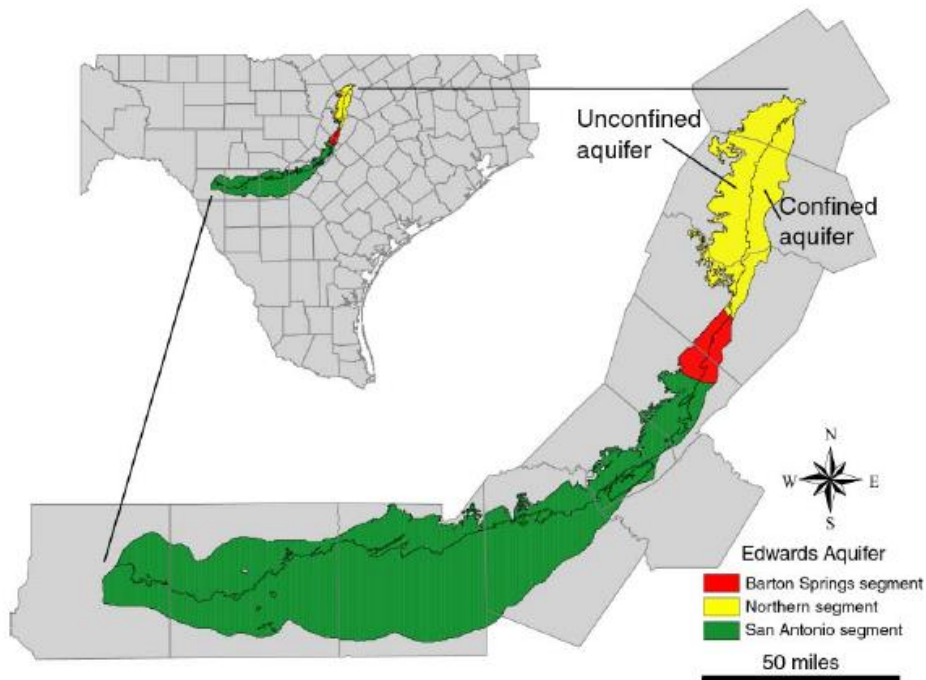 Unconfined
aquifer
Confined
aquifer
N
W E
S
Edwards Aquifer
Barton Springs segment
Northern segment
San Antonio segment
50 miles